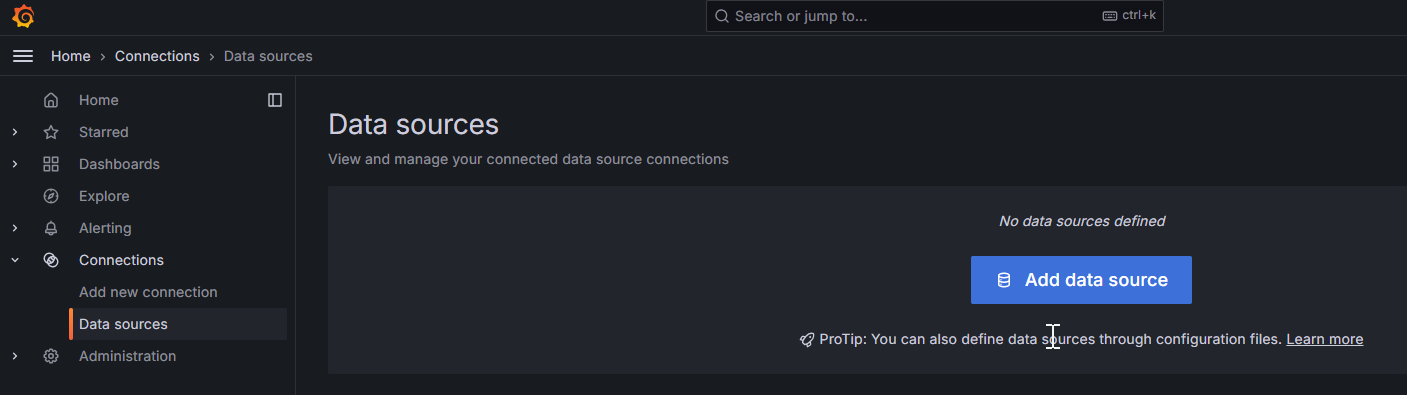 Search or jump to... ctrl+k
Home › Connections › Data sources
Home
Starred
Dashboards
Explore
Alerting
Connections
Add new connection
Data sources
Administration
Data sources
View and manage your connected data source connections
No data sources defined
Add data source
ProTip: You can also define data sources through configuration files. Learn more